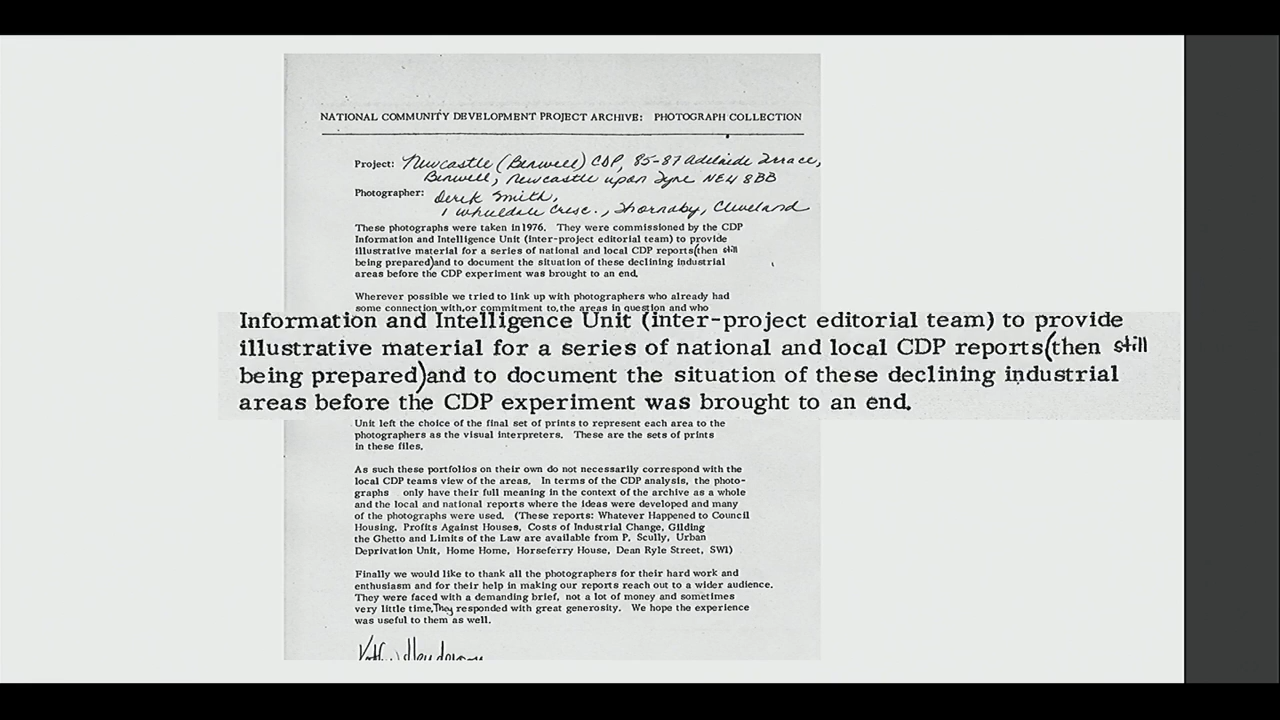 NATIONAL COMMUNITY DEVELOPMENT PROJECT ARCHIVE: PHOTOGRAPH COLLECTION
Project: Newcastle (Benwell) CDP, 85-87 Adelaide Terrace,
Benwell, Newcastle upon Tyne NE4 8BB
Photographer: Derek Smith,
1 Whuldale Cresc., Thornaby, Cleveland
These photographs were taken in 1976. They were commissioned by the CDP
Information and Intelligence Unit (inter-project editorial team) to provide
illustrative material for a series of national and local CDP reports(then still
being prepared)and to document the situation of these declining industrial
areas before the CDP experiment was brought to an end.
Wherever possible we tried to link up with photographers who already had
some connection with,or commitment to,the areas in question and who
Information and Intelligence Unit (inter-project editorial team) to provide
illustrative material for a series of national and local CDP reports(then still
being prepared)and to document the situation of these declining industrial
areas before the CDP experiment was brought to an end.
Unit left the choice of the final set of prints to represent each area to the
photographers as the visual interpreters. These are the sets of prints
in these files.
As such these portfolios on their own do not necessarily correspond with the
local CDP teams view of the areas. In terms of the CDP analysis, the photo-
graphs only have their full meaning in the context of the archive as a whole
and the local and national reports where the ideas were developed and many
of the photographs were used. (These reports: Whatever Happened to Council
Housing, Profits Against Houses, Costs of Industrial Change, Gilding
the Ghetto and Limits of the Law are available from P. Scully, Urban
Deprivation Unit, Home Home, Horseferry House, Dean Ryle Street, SW1)
Finally we would like to thank all the photographers for their hard work and
enthusiasm and for their help in making our reports reach out to a wider audience.
They were faced with a demanding brief, not a lot of money and sometimes
very little time.They responded with great generosity. We hope the experience
was useful to them as well.